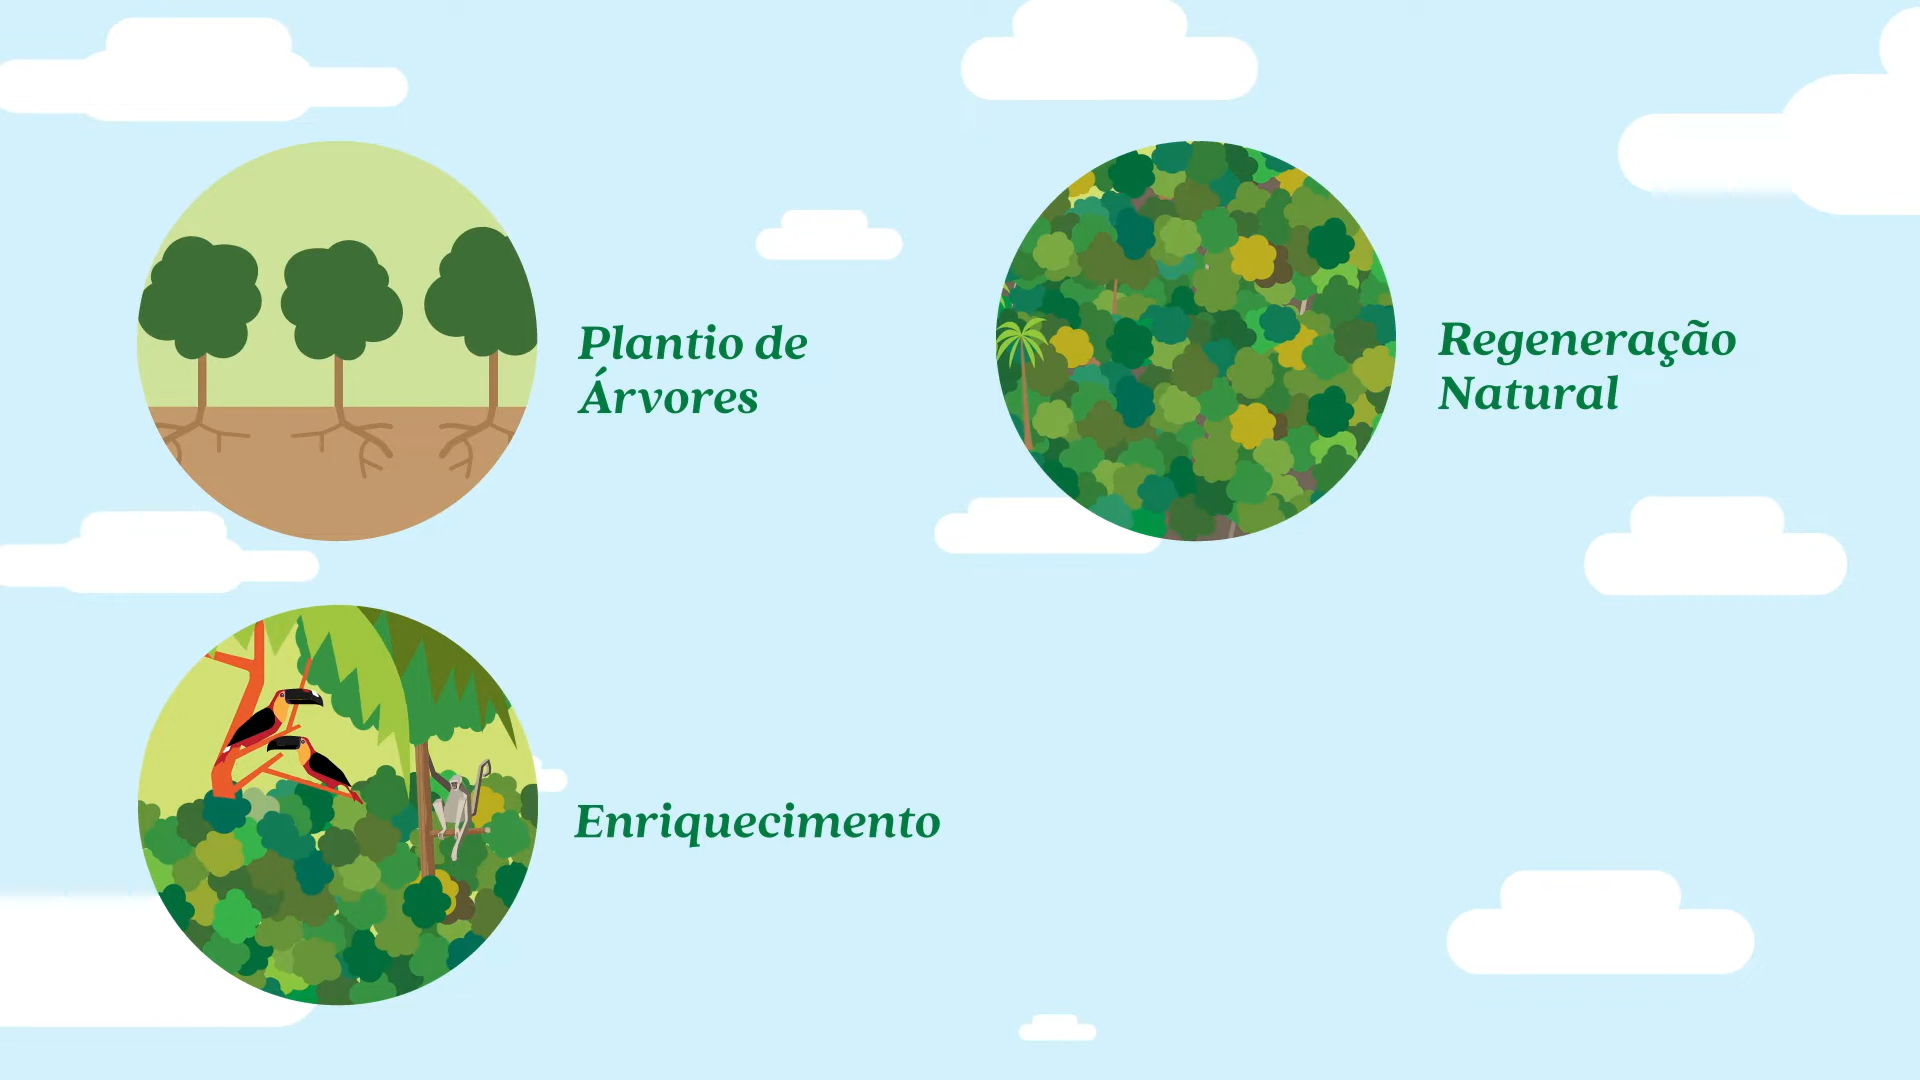 Plantio de
Árvores
Regeneração
Natural
Enriquecimento